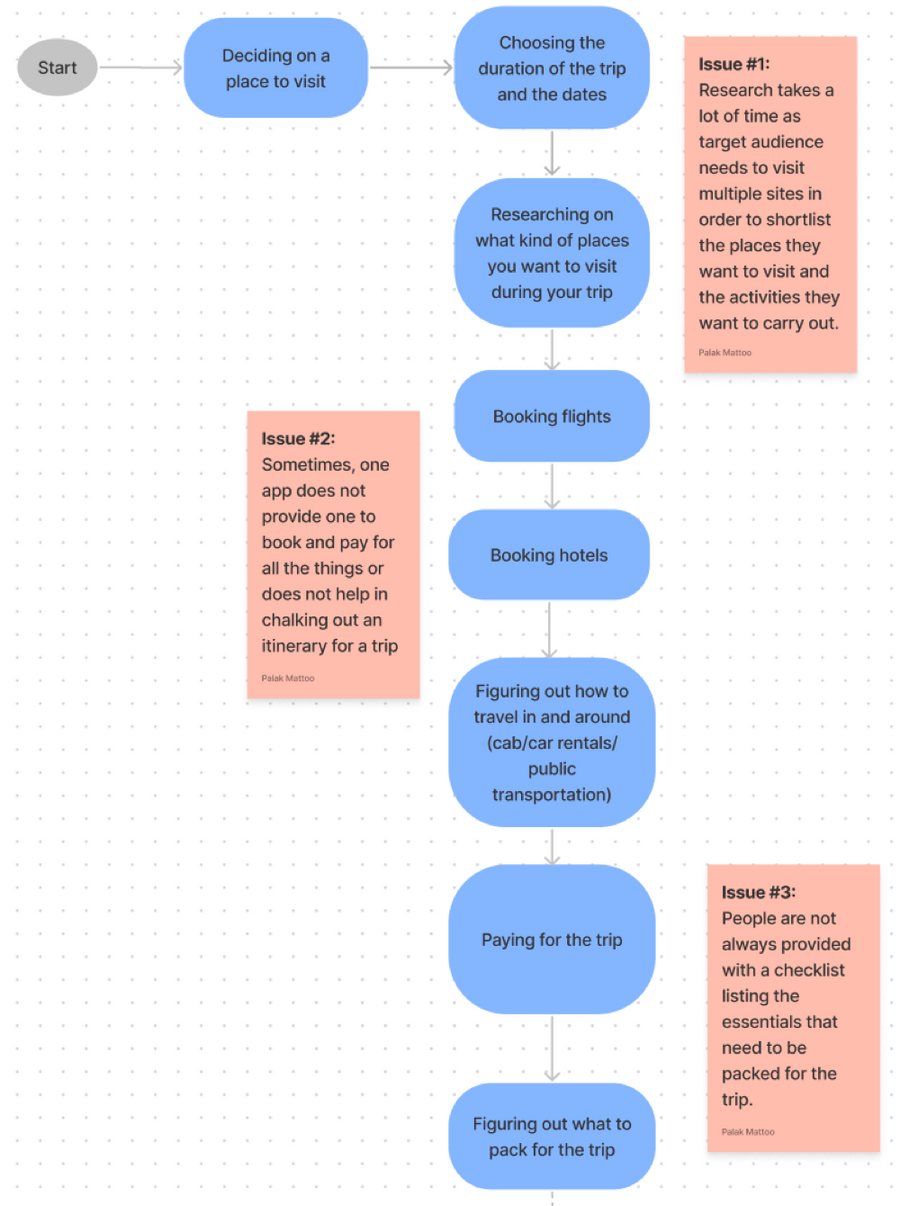 Start
Deciding on a
place to visit
Choosing the
duration of the trip
and the dates
Issue #1:
Research takes a
lot of time as
target audience
needs to visit
multiple sites in
order to shortlist
the places they
want to visit and
the activities they
want to carry out.
Palak Mattoo
Researching on
what kind of places
you want to visit
during your trip
Booking flights
Issue #2:
Sometimes, one
app does not
provide one to
book and pay for
all the things or
does not help in
chalking out an
itinerary for a trip
Palak Mattoo
Booking hotels
Figuring out how to
travel in and around
(cab/car rentals/
public
transportation)
Paying for the trip
Issue #3:
People are not
always provided
with a checklist
listing the
essentials that
need to be
packed for the
trip.
Palak Mattoo
Figuring out what to
pack for the trip